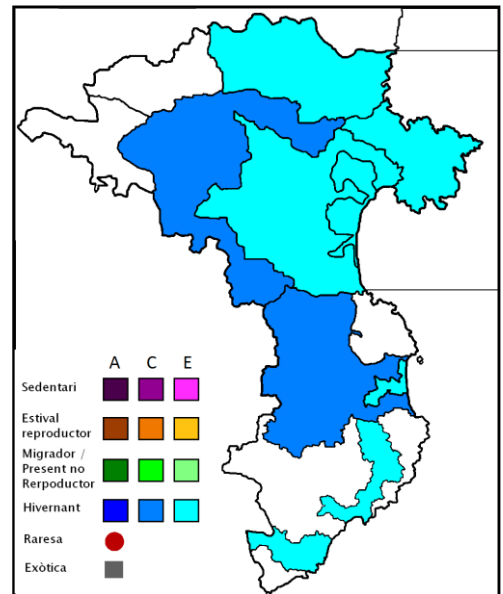 A C E
Sedentari
Estival
reproductor
Migrador /
Present no
Rerpoductor
Hivernant
Raresa
Exòtica